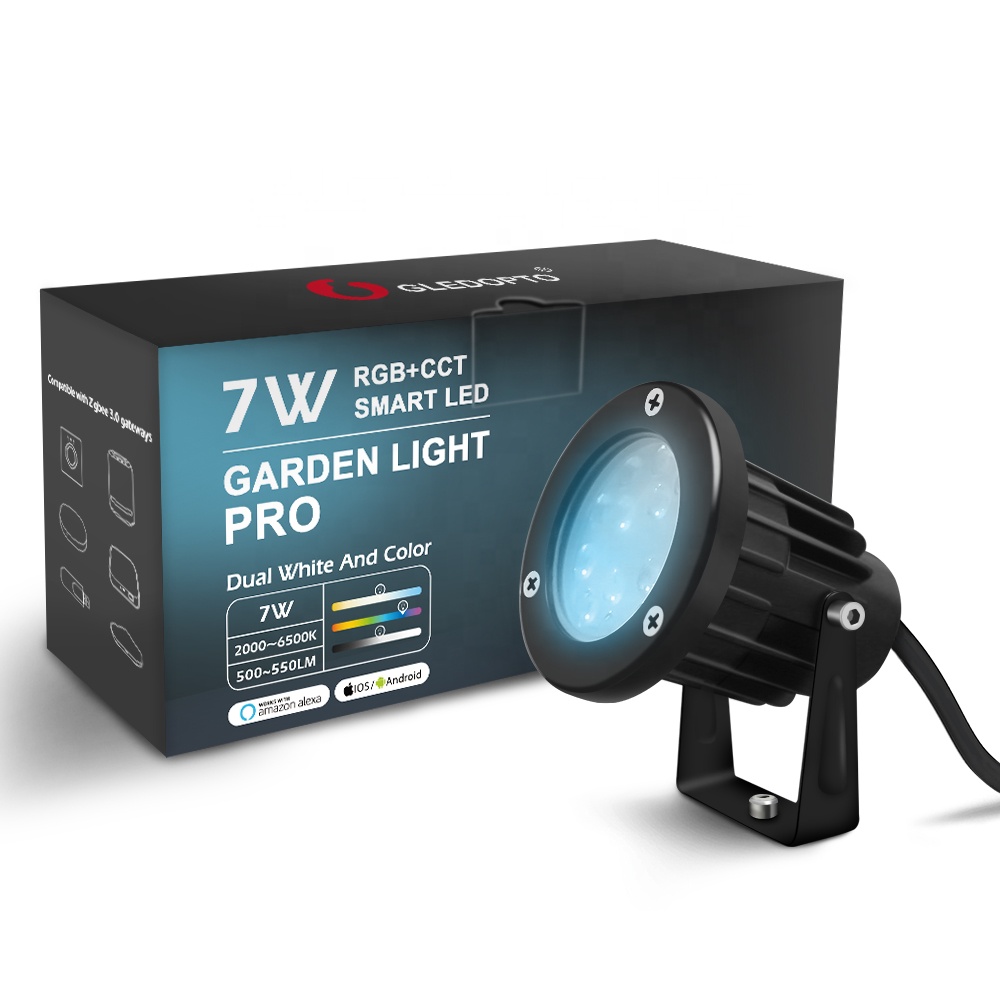 GLEDOPTO
Compatible with Zigbee 3.0 gateways
7W
RGB+CCT
SMART LED
GARDEN LIGHT
PRO
Dual White And Color
7W
2000~6500K
500~550LM
WORKS WITH
amazon alexa
IOS/Android